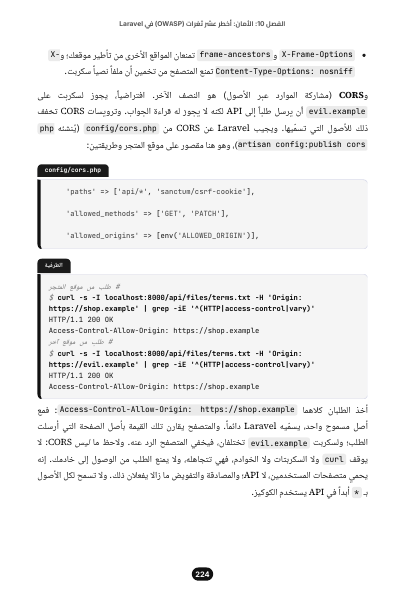 الفصل 10: الأمان: أخطر عشر ثغرات (OWASP) في Laravel
• X-Frame-Options و frame-ancestors تمنعان المواقع الأخرى من تأطير موقعك؛ و X-
Content-Type-Options: nosniff تمنع المتصفح من تخمين أن ملفاً نصياً سكربت.
وCORS (مشاركة الموارد عبر الأصول) هو النصف الآخر. افتراضياً، يجوز لسكربت على
evil.example أن يرسل طلباً إلى API لكنه لا يجوز له قراءة الجواب. وترويسات CORS تخفف
ذلك للأصول التي تسمّيها. ويجيب Laravel عن CORS من config/cors.php (يُنشئه php
artisan config:publish cors)، وهو هنا مقصور على موقع المتجر وطريقتين:
config/cors.php
'paths' => ['api/*', 'sanctum/csrf-cookie'],
'allowed_methods' => ['GET', 'PATCH'],
'allowed_origins' => [env('ALLOWED_ORIGIN')],
الطرفية
# طلب من موقع المتجر
$ curl -s -I localhost:8000/api/files/terms.txt -H 'Origin:
https://shop.example' | grep -iE '^(HTTP|access-control|vary)'
HTTP/1.1 200 OK
Access-Control-Allow-Origin: https://shop.example
# طلب من موقع آخر
$ curl -s -I localhost:8000/api/files/terms.txt -H 'Origin:
https://evil.example' | grep -iE '^(HTTP|access-control|vary)'
HTTP/1.1 200 OK
Access-Control-Allow-Origin: https://shop.example
أخذ الطلبان كلاهما Access-Control-Allow-Origin: https://shop.example: فمع
أصل مسموح واحد، يسمّيه Laravel دائماً. والمتصفح يقارن تلك القيمة بأصل الصفحة التي أرسلت
الطلب؛ ولسكربت evil.example تختلفان، فيخفي المتصفح الرد عنه. ولاحظ ما ليس CORS: لا
يوقف curl ولا السكربتات ولا الخوادم، فهي تتجاهله، ولا يمنع الطلب من الوصول إلى خادمك. إنه
يحمي متصفحات المستخدمين، لا API؛ والمصادقة والتفويض ما زالا يفعلان ذلك. ولا تسمح لكل الأصول
بـ * أبداً في API يستخدم الكوكيز.
224